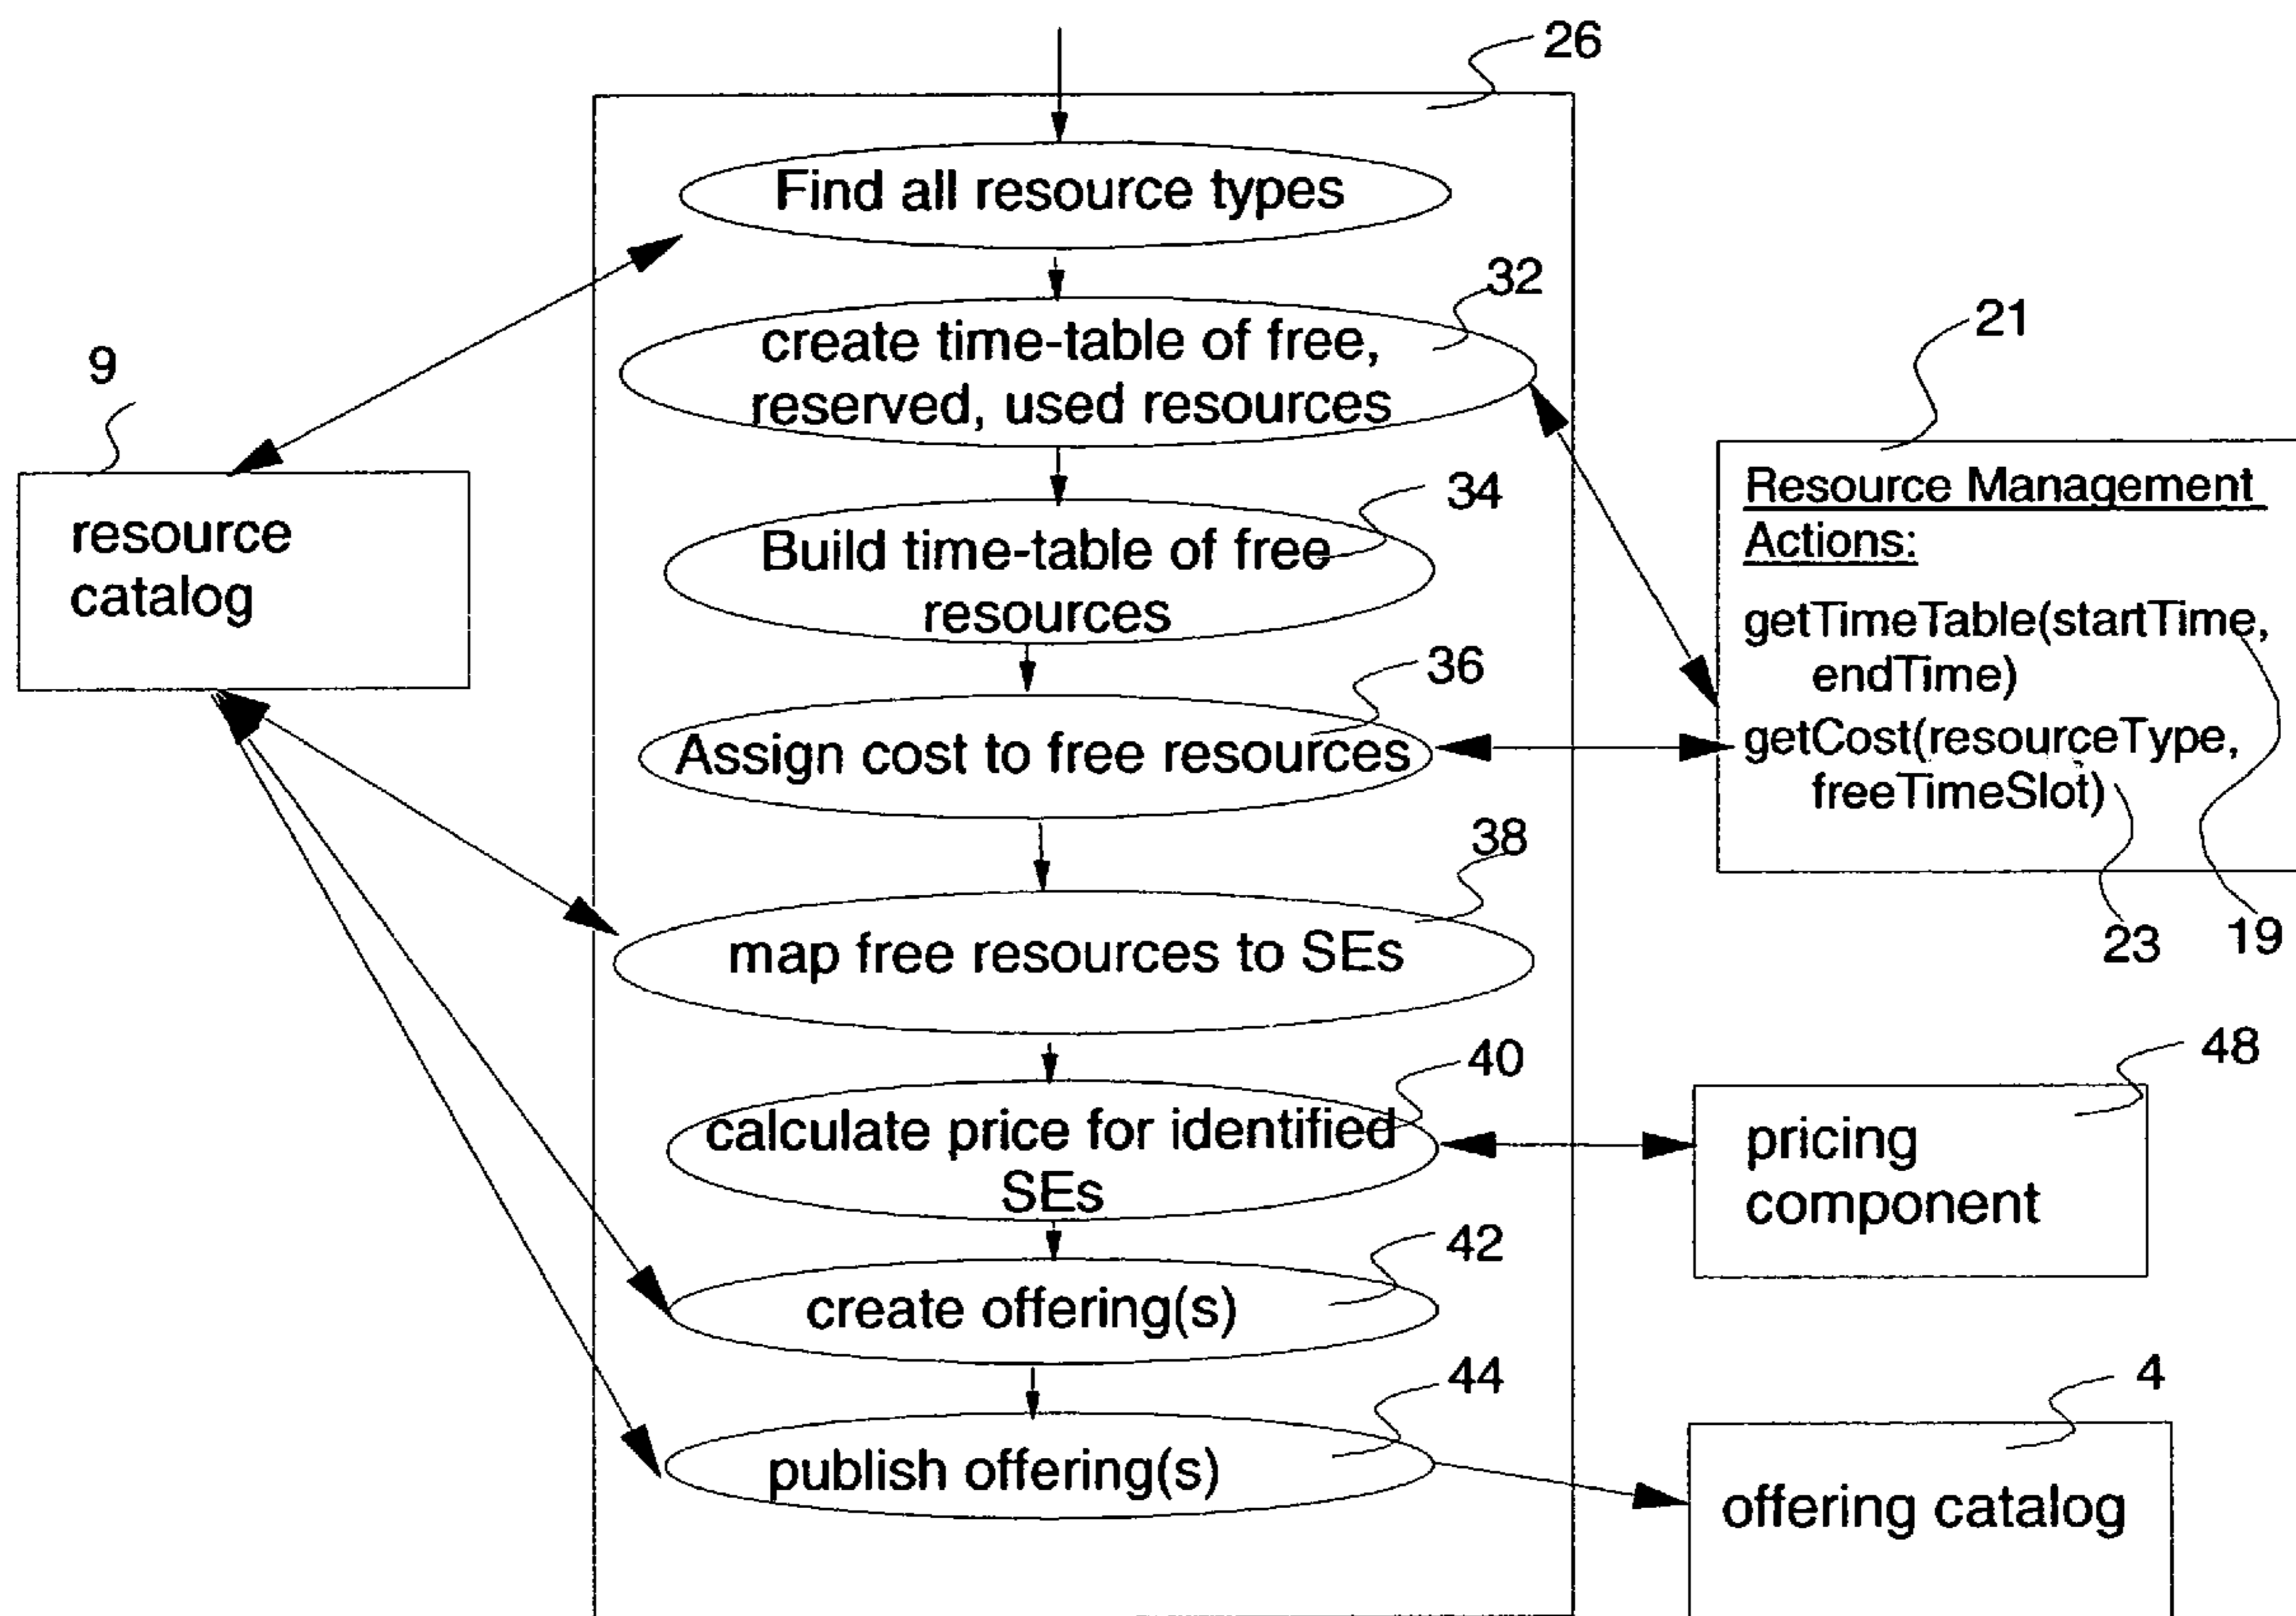 26
Find all resource types
32
create time-table of free,
reserved, used resources
21
9
resource
catalog
34
Build time-table of free
resources
Resource Management
Actions:
getTimeTable(startTime,
endTime)
getCost(resourceType,
freeTimeSlot)
36
Assign cost to free resources
38
map free resources to SEs
23
19
40
calculate price for identified
SEs
48
pricing
component
42
create offering(s)
44
publish offering(s)
4
offering catalog